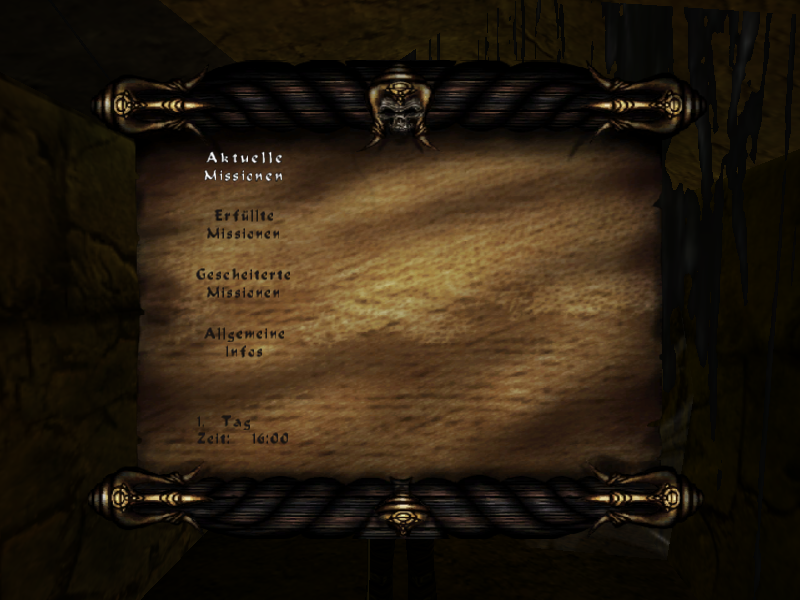 Aktuelle
Missionen
Erfüllte
Missionen
Gescheiterte
Missionen
Allgemeine
Infos
1. Tag
Zeit: 16:00